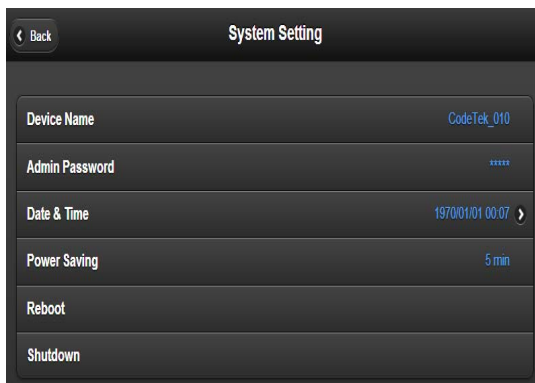 Back System Setting
Device Name CodeTek_010
Admin Password *****
Date & Time 1970/01/01 00:07
Power Saving 5 min
Reboot
Shutdown